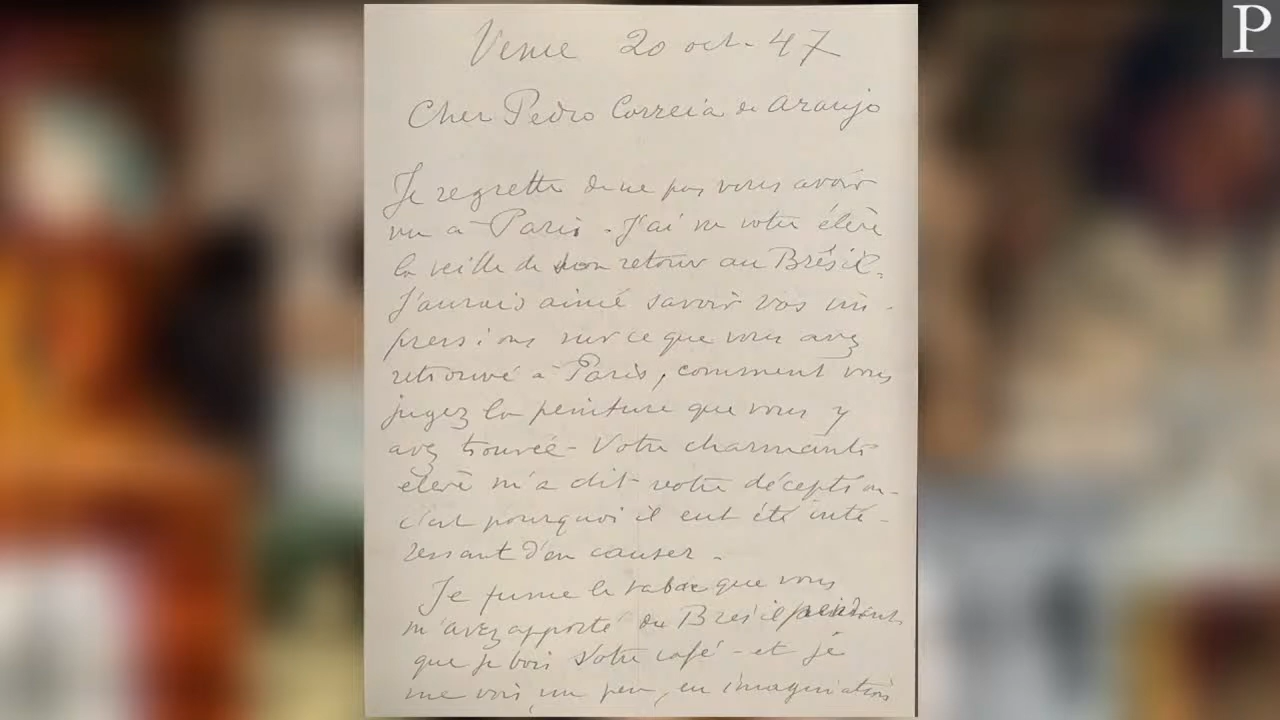 P
Vence 20 oct. 47
Cher Pedro Correia de Araujo
Je regrette de ne pas vous avoir
vu à Paris. J'ai vu votre élève
la veille de son retour au Brésil.
J'aurais aimé savoir vos im-
pressions sur ce que vous avez
retrouvé à Paris, comment vous
jugez la peinture que vous y
avez trouvée - Votre charmante
élève m'a dit votre déception -
c'est pourquoi il eut été inté-
ressant d'en causer -
Je fume le tabac que vous
m'avez apporté du Brésil pendant
que je bois votre café - et je
me vois, un peu, en imagination